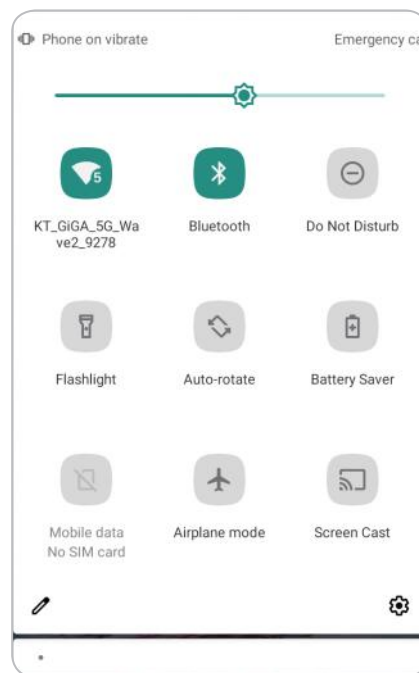 Phone on vibrate
Emergency ca
5
KT_GiGA_5G_Wa
ve2_9278
Bluetooth
Do Not Disturb
Flashlight
Auto-rotate
Battery Saver
Mobile data
No SIM card
Airplane mode
Screen Cast